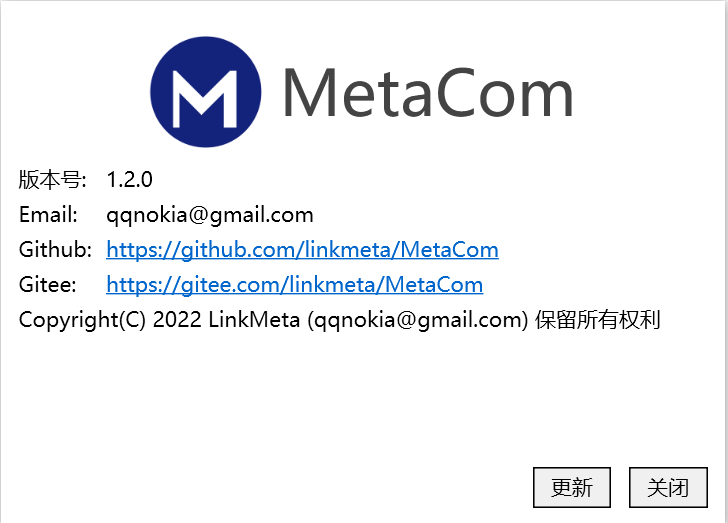 MetaCom
版本号: 1.2.0
Email: qqnokia@gmail.com
Github: https://github.com/linkmeta/MetaCom
Gitee: https://gitee.com/linkmeta/MetaCom
Copyright(C) 2022 LinkMeta (qqnokia@gmail.com) 保留所有权利
更新 关闭